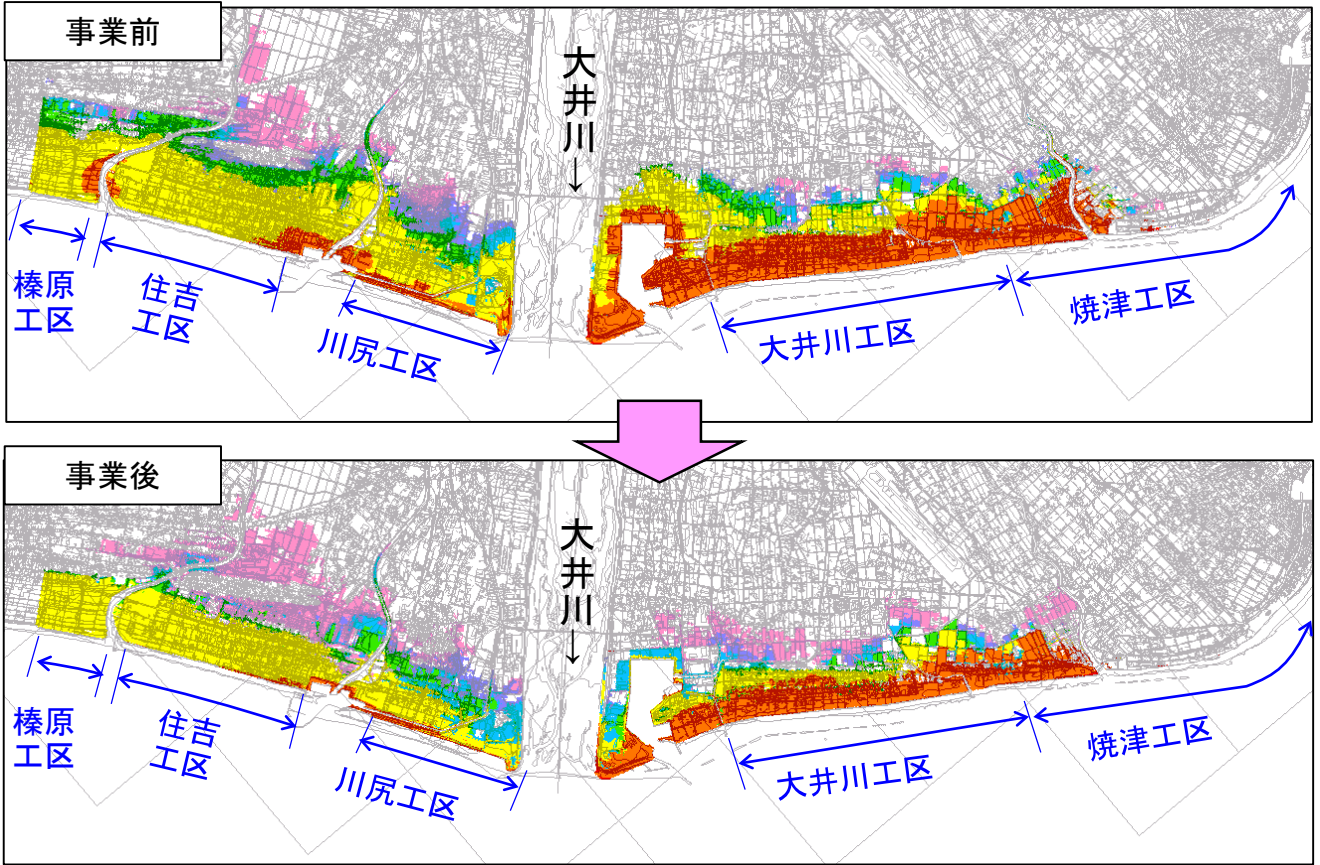 事業前
大井川→
榛原
工区
住吉
工区
川尻工区
大井川工区
焼津工区
事業後
大井川→
榛原
工区
住吉
工区
川尻工区
大井川工区
焼津工区